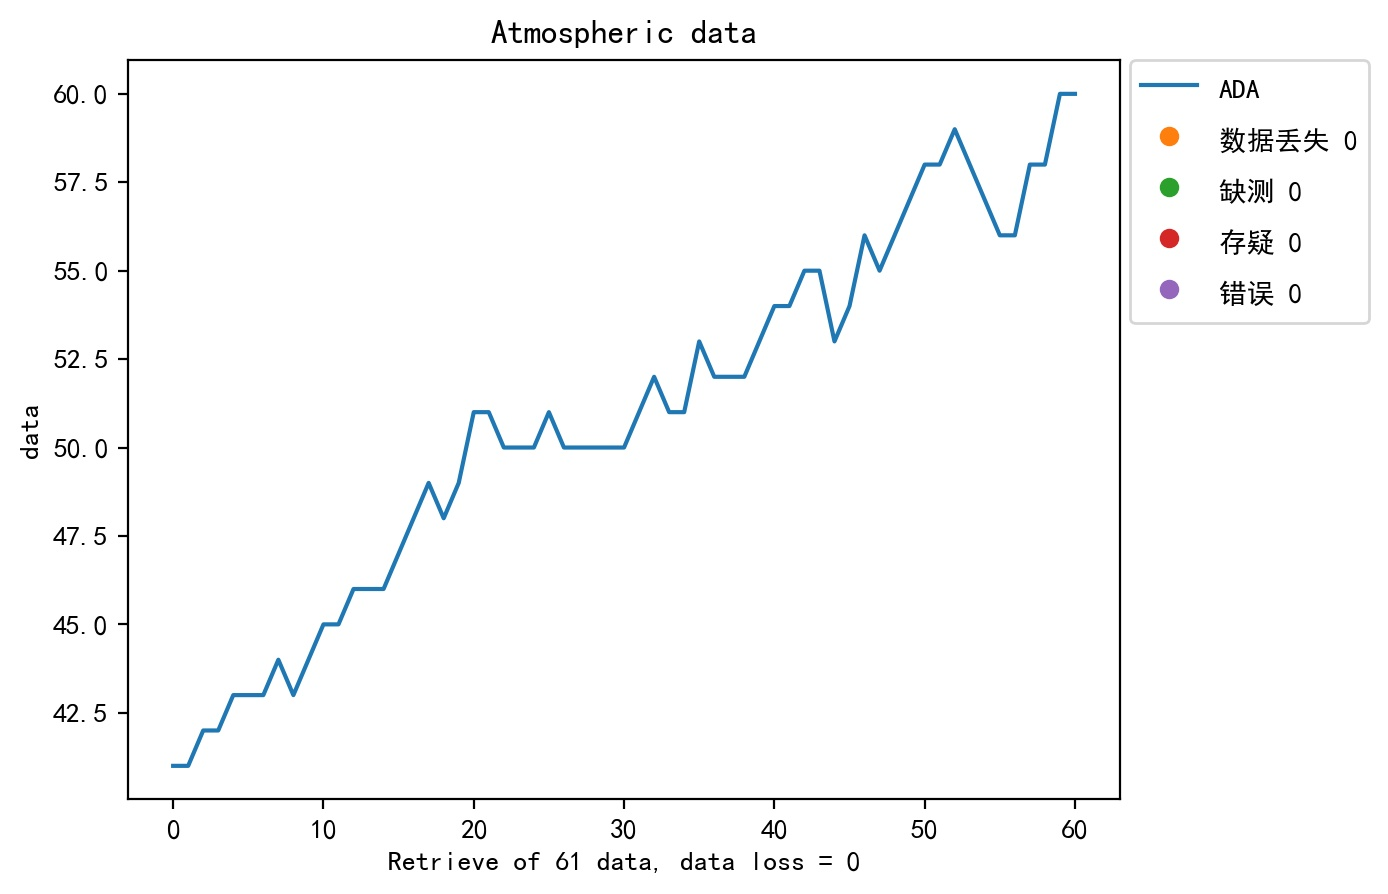 Atmospheric data
60.0
57.5
55.0
52.5
50.0
47.5
45.0
42.5
data
0 10 20 30 40 50 60
Retrieve of 61 data, data loss = 0
ADA
数据丢失 0
缺测 0
存疑 0
错误 0